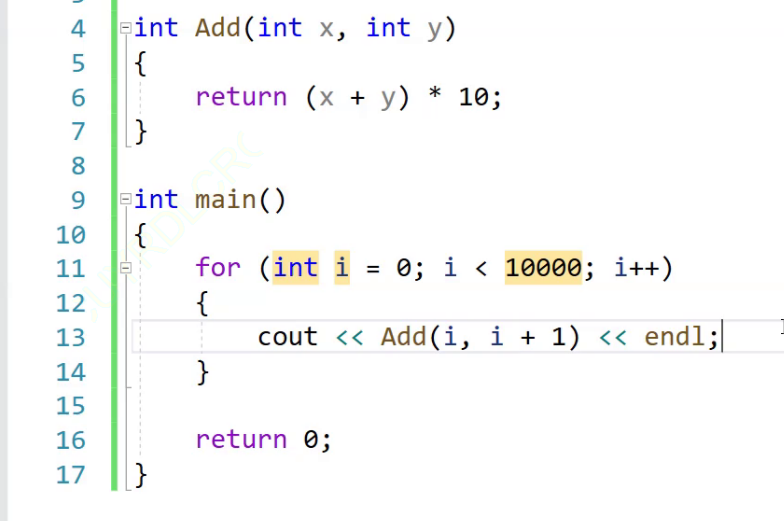 4 int Add(int x, int y)
5 {
6 return (x + y) * 10;
7 }
8
9 int main()
10 {
11 for (int i = 0; i < 10000; i++)
12 {
13 cout << Add(i, i + 1) << endl;
14 }
15
16 return 0;
17 }